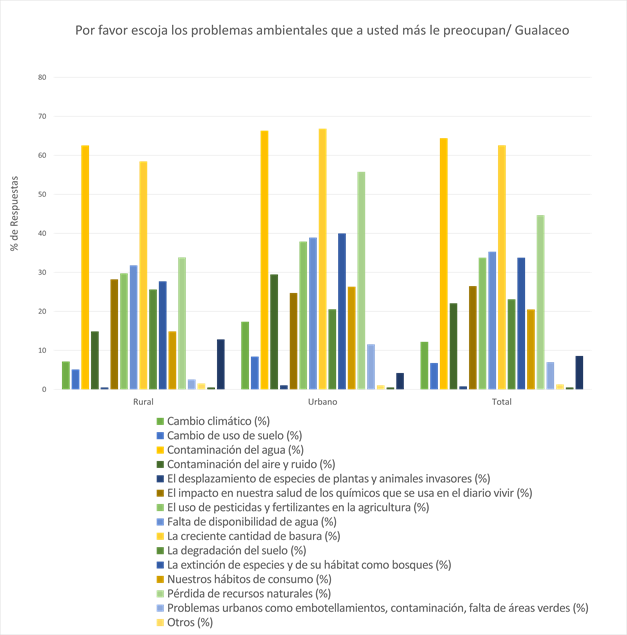 Por favor escoja los problemas ambientales que a usted más le preocupan/ Gualaceo
80
70
60
50
40
30
20
10
0
% de Respuestas
Rural
Urbano
Total
Cambio climático (%)
Cambio de uso de suelo (%)
Contaminación del agua (%)
Contaminación del aire y ruido (%)
El desplazamiento de especies de plantas y animales invasores (%)
El impacto en nuestra salud de los químicos que se usa en el diario vivir (%)
El uso de pesticidas y fertilizantes en la agricultura (%)
Falta de disponibilidad de agua (%)
La creciente cantidad de basura (%)
La degradación del suelo (%)
La extinción de especies y de su hábitat como bosques (%)
Nuestros hábitos de consumo (%)
Pérdida de recursos naturales (%)
Problemas urbanos como embotellamientos, contaminación, falta de áreas verdes (%)
Otros (%)